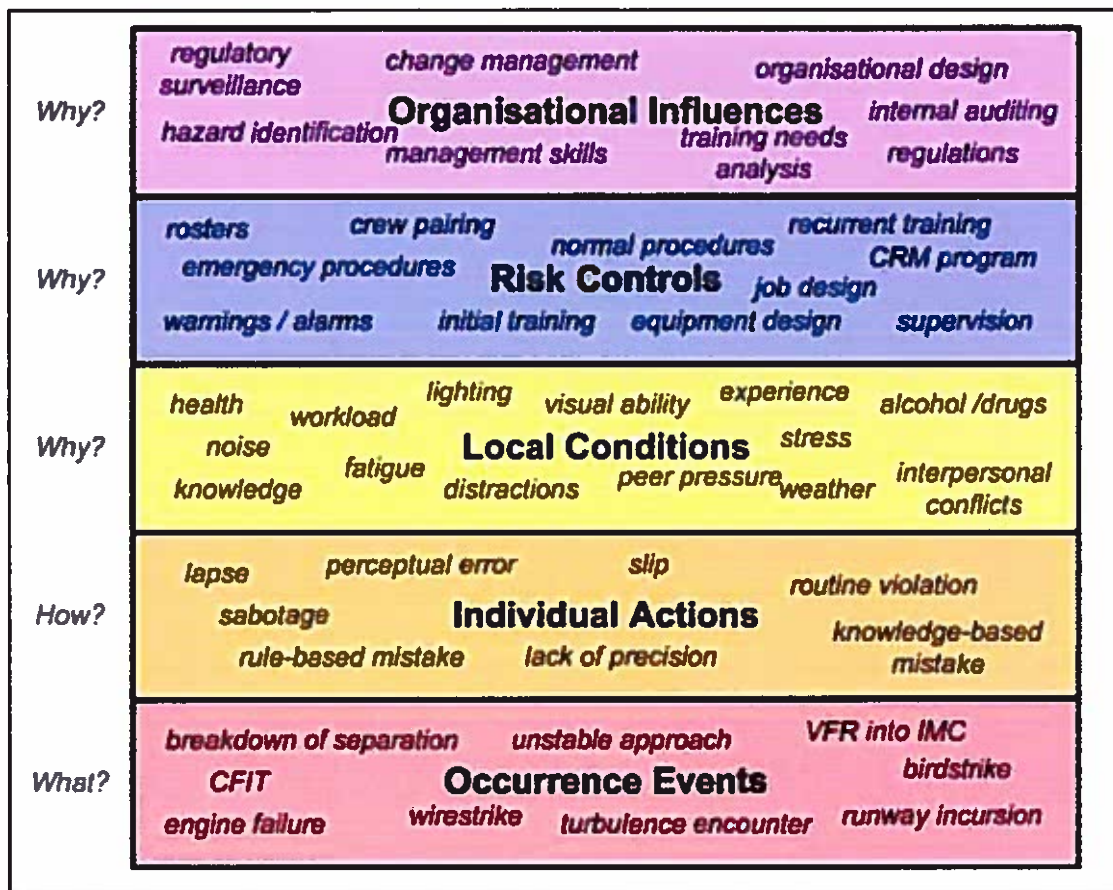 regulatory
surveillance
change management
organisational design
Why?
Organisational Influences
internal auditing
hazard identification
management skills
training needs
analysis
regulations
rosters
crew pairing
normal procedures
recurrent training
Why?
emergency procedures
Risk Controls
job design
CRM program
warnings / alarms
initial training
equipment design
supervision
health
workload
lighting
visual ability
experience
alcohol /drugs
Why?
noise
Local Conditions
stress
knowledge
fatigue
distractions
peer pressure
weather
interpersonal
conflicts
lapse
perceptual error
slip
routine violation
How?
sabotage
Individual Actions
knowledge-based
mistake
rule-based mistake
lack of precision
breakdown of separation
unstable approach
VFR into IMC
What?
CFIT
Occurrence Events
birdstrike
engine failure
wirestrike
turbulence encounter
runway incursion